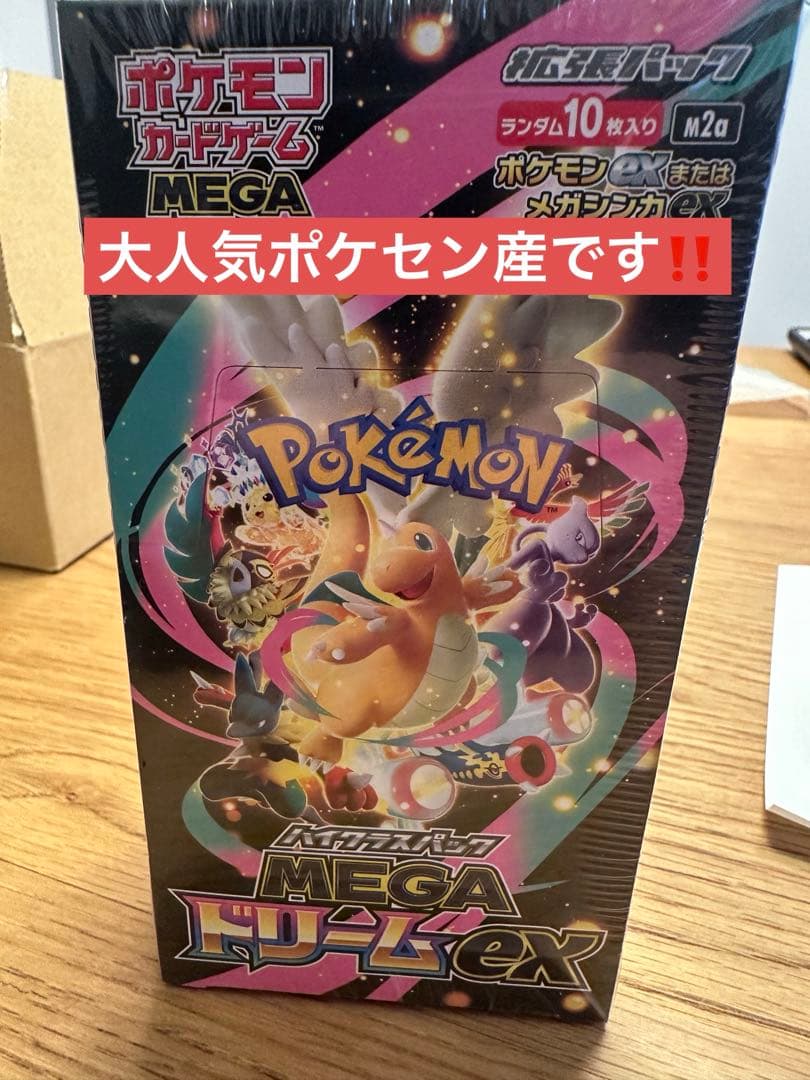 ポケモン
カードゲーム™
MEGA
拡張パック
ランダム10枚入り M2a
ポケモンexまたは
メガシンカex
大人気ポケセン産です‼️
POKéMON™
ハイクラスパック
MEGA
ドリームex